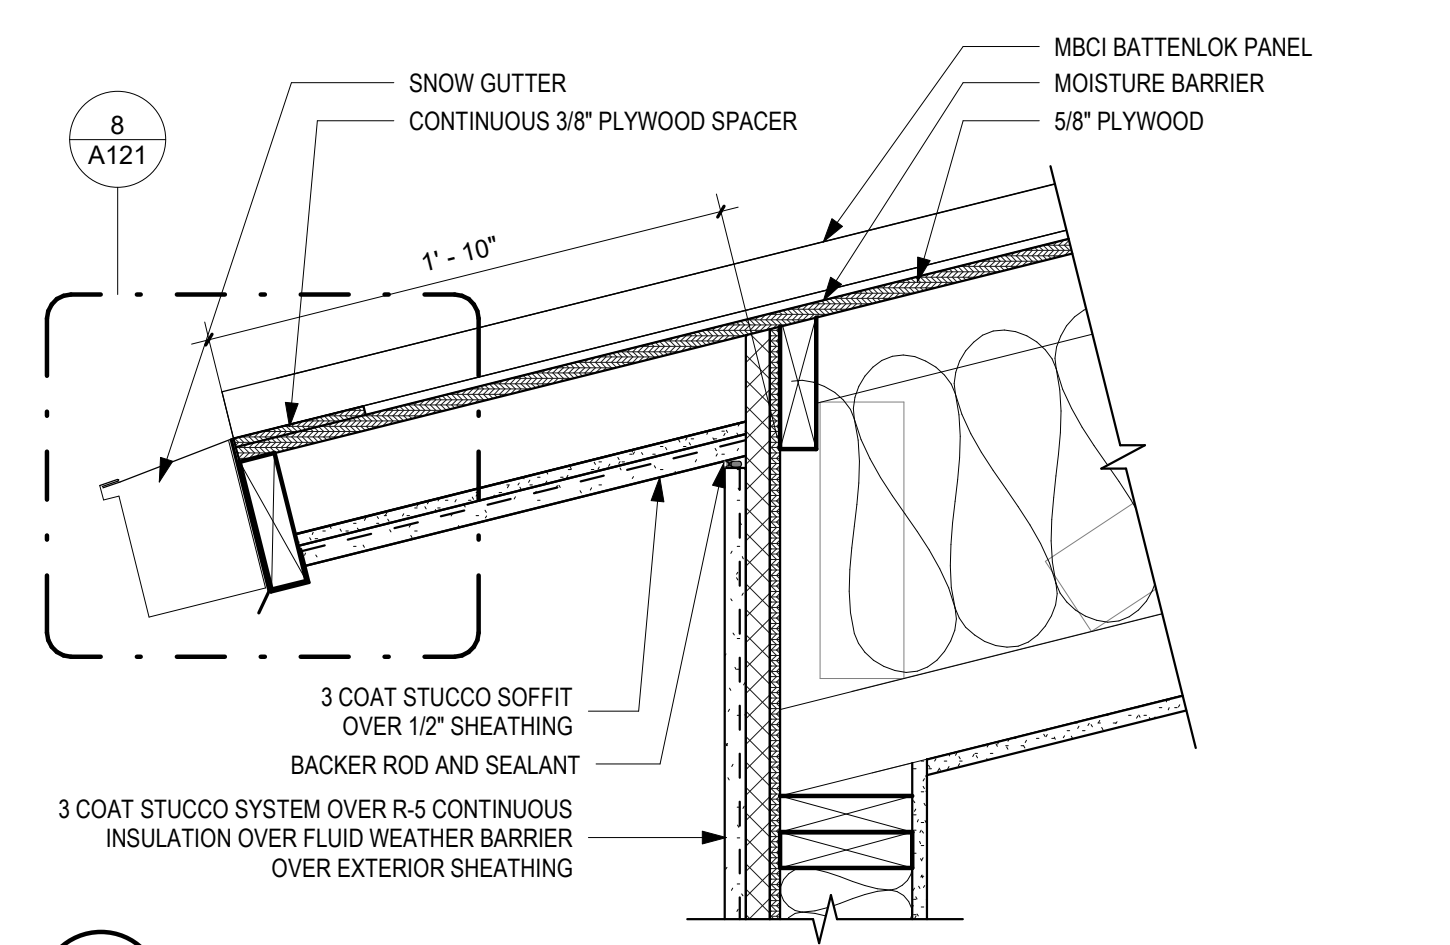 MBCI BATTENLOK PANEL
SNOW GUTTER
MOISTURE BARRIER
CONTINUOUS 3/8" PLYWOOD SPACER
5/8" PLYWOOD
8
A121
1' - 10"
3 COAT STUCCO SOFFIT
OVER 1/2" SHEATHING
BACKER ROD AND SEALANT
3 COAT STUCCO SYSTEM OVER R-5 CONTINUOUS
INSULATION OVER FLUID WEATHER BARRIER
OVER EXTERIOR SHEATHING